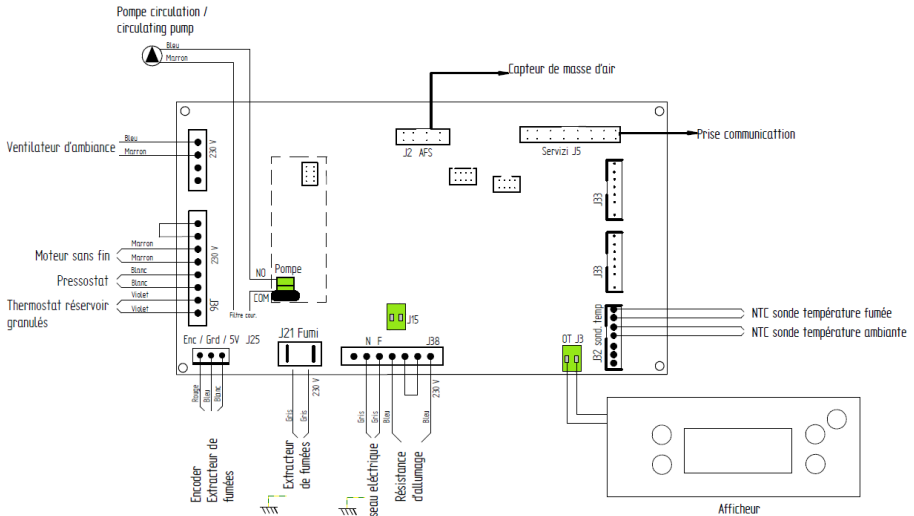 Pompe circulation /
circulating pump
Bleu
Marron
Capteur de masse d'air
Ventilateur d'ambiance
Bleu
Marron
230 V
J2 AFS
Servizi J5
Prise communicattion
J33
J33
Moteur sans fin
Marron
Marron
230 V
Pressostat
Blanc
Blanc
Thermostat réservoir
granulés
Violet
Violet
J36
NO
Pompe
COM
Filtre cour.
J15
Enc / Grd / 5V J25
J21 Fumi
N F
J38
OT J3
J32 sond. temp
NTC sonde température fumée
NTC sonde température ambiante
Rouge
Bleu
Blanc
Gris
Gris
230 V
Gris
Gris
Bleu
Bleu
230 V
Encoder
Extracteur de
fumées
Extracteur
de fumées
seau eléctrique
Résistance
d'allumage
Afficheur